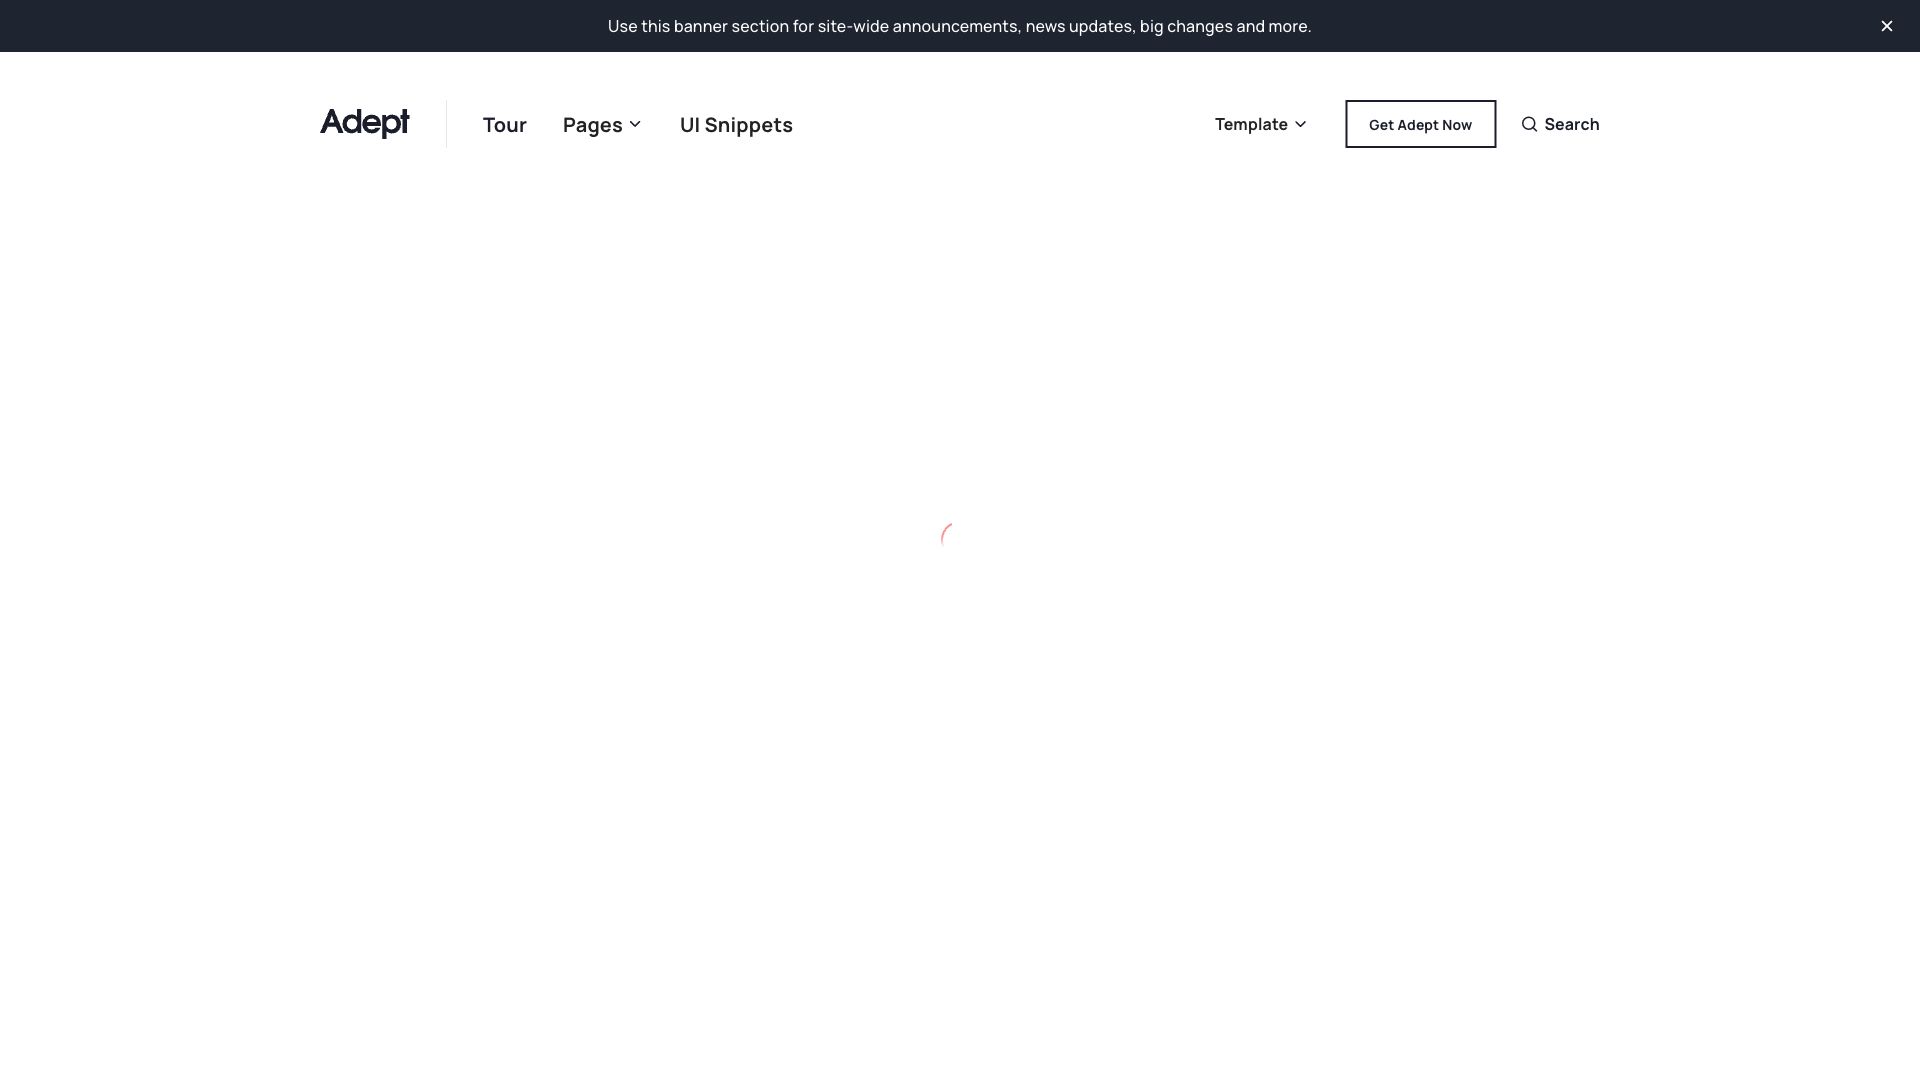 Use this banner section for site-wide announcements, news updates, big changes and more.
Adept
Tour
Pages
UI Snippets
Template
Get Adept Now
Search